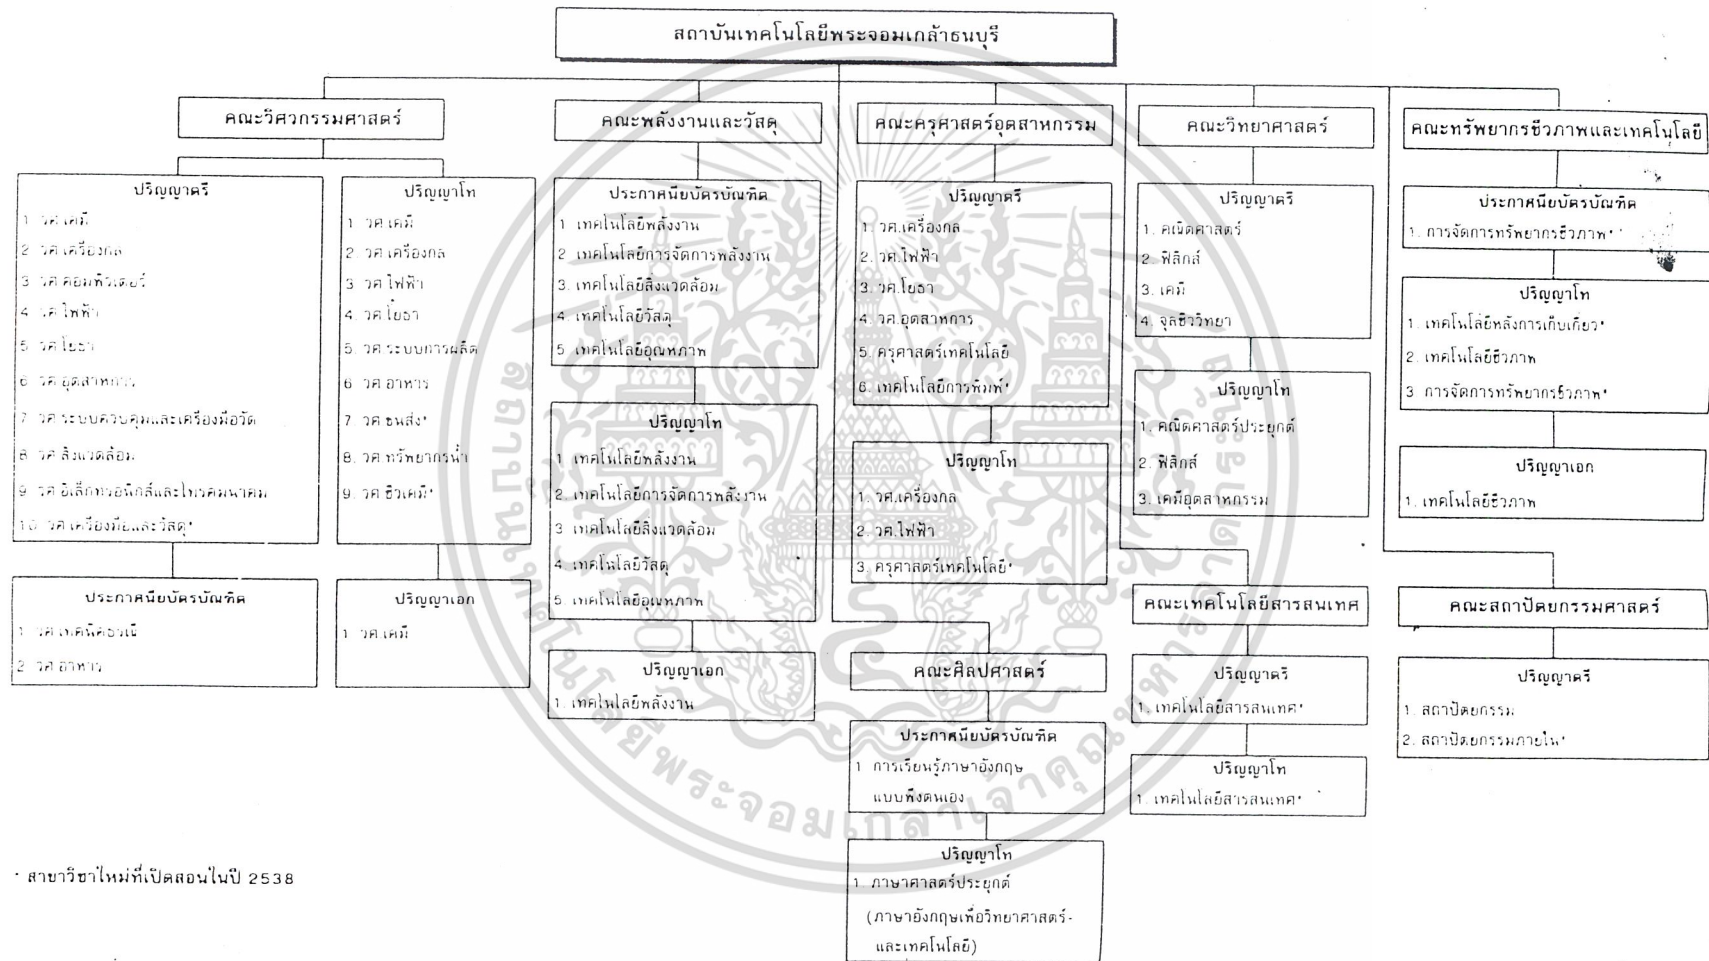 สถาบันเทคโนโลยีพระจอมเกล้าธนบุรี
คณะวิศวกรรมศาสตร์
ปริญญาตรี
1 วศ เคมี
2 วศ เครื่องกล
3 วศ คอมพิวเตอร์
4 วศ ไฟฟ้า
5 วศ โยธา
6 วศ อุตสาหการ
7 วศ ระบบควบคุมและเครื่องมือวัด
8 วศ สิ่งแวดล้อม
9 วศ อิเล็กทรอนิกส์และโทรคมนาคม
10 วศ เครื่องมือและวัสดุ*
ประกาศนียบัตรบัณฑิต
1 วศ เทคนิคธรณี
2 วศ อาหาร
ปริญญาโท
1 วศ เคมี
2. วศ เครื่องกล
3 วศ ไฟฟ้า
4. วศ โยธา
5. วศ ระบบการผลิต
6 วศ อาหาร
7. วศ ขนส่ง*
8. วศ ทรัพยากรน้ำ
9. วศ ชีวเคมี*
ปริญญาเอก
1 วศ.เคมี
คณะพลังงานและวัสดุ
ประกาศนียบัตรบัณฑิต
1 เทคโนโลยีพลังงาน
2 เทคโนโลยีการจัดการพลังงาน
3. เทคโนโลยีสิ่งแวดล้อม
4. เทคโนโลยีวัสดุ
5 เทคโนโลยีอุณหภาพ
ปริญญาโท
1 เทคโนโลยีพลังงาน
2. เทคโนโลยีการจัดการพลังงาน
3 เทคโนโลยีสิ่งแวดล้อม
4. เทคโนโลยีวัสดุ
5. เทคโนโลยีอุณหภาพ
ปริญญาเอก
1. เทคโนโลยีพลังงาน
คณะครุศาสตร์อุตสาหกรรม
ปริญญาตรี
1. วศ.เครื่องกล
2. วศ.ไฟฟ้า
3. วศ.โยธา
4. วศ.อุตสาหการ
5. ครุศาสตร์เทคโนโลยี
6. เทคโนโลยีการพิมพ์*
ปริญญาโท
1. วศ.เครื่องกล
2. วศ.ไฟฟ้า
3. ครุศาสตร์เทคโนโลยี*
คณะศิลปศาสตร์
ประกาศนียบัตรบัณฑิต
1 การเรียนรู้ภาษาอังกฤษ
แบบพึ่งตนเอง
ปริญญาโท
1. ภาษาศาสตร์ประยุกต์
(ภาษาอังกฤษเพื่อวิทยาศาสตร์-
และเทคโนโลยี)
คณะวิทยาศาสตร์
ปริญญาตรี
1. คณิตศาสตร์
2. ฟิสิกส์
3. เคมี
4. จุลชีววิทยา
ปริญญาโท
1. คณิตศาสตร์ประยุกต์
2. ฟิสิกส์
3. เคมีอุตสาหกรรม
คณะเทคโนโลยีสารสนเทศ
ปริญญาตรี
1. เทคโนโลยีสารสนเทศ*
ปริญญาโท
1. เทคโนโลยีสารสนเทศ*
คณะทรัพยากรชีวภาพและเทคโนโลยี
ประกาศนียบัตรบัณฑิต
1. การจัดการทรัพยากรชีวภาพ*
ปริญญาโท
1. เทคโนโลยีหลังการเก็บเกี่ยว*
2. เทคโนโลยีชีวภาพ
3 การจัดการทรัพยากรชีวภาพ*
ปริญญาเอก
1. เทคโนโลยีชีวภาพ
คณะสถาปัตยกรรมศาสตร์
ปริญญาตรี
1. สถาปัตยกรรม
2. สถาปัตยกรรมภายใน*
* สาขาวิชาใหม่ที่เปิดสอนในปี 2538
สถาบันเทคโนโลยีพระจอมเกล้าเจ้าคุณทหารลาดกระบัง